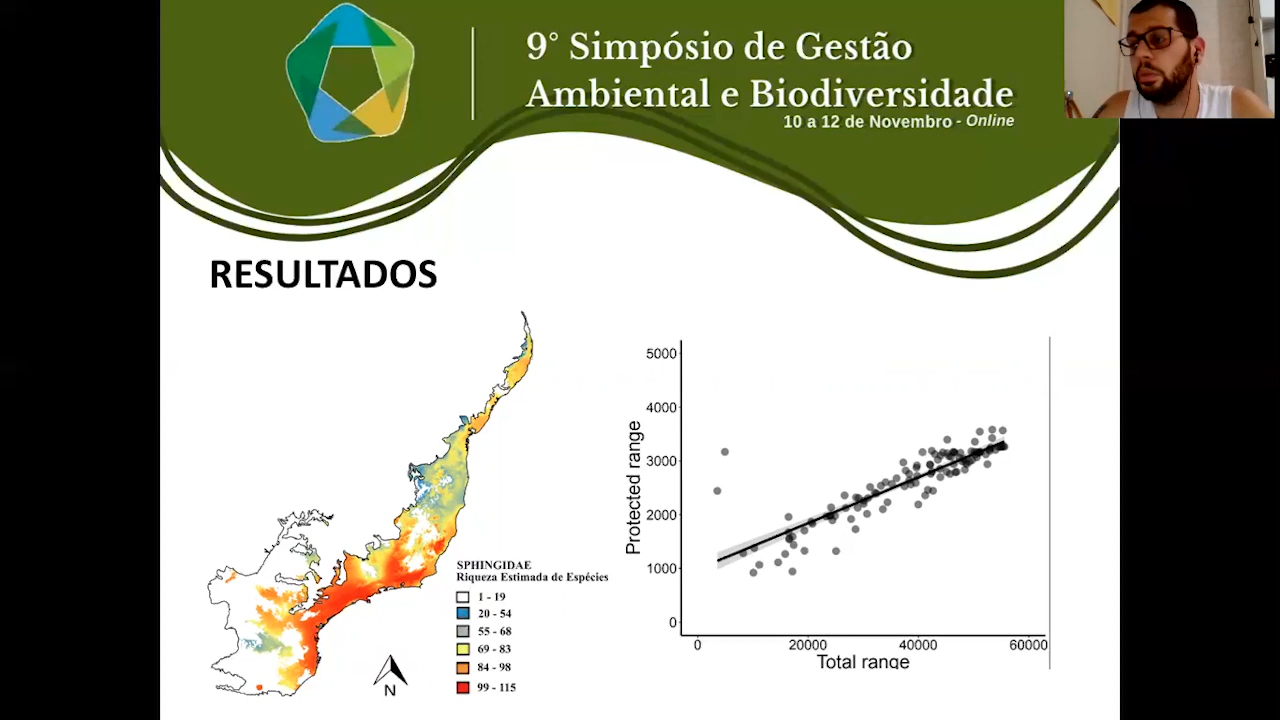 9° Simpósio de Gestão
Ambiental e Biodiversidade
10 a 12 de Novembro - Online
RESULTADOS
SPHINGIDAE
Riqueza Estimada de Espécies
1 - 19
20 - 54
55 - 68
69 - 83
84 - 98
99 - 115
N
Protected range
5000
4000
3000
2000
1000
0
0 20000 40000 60000
Total range